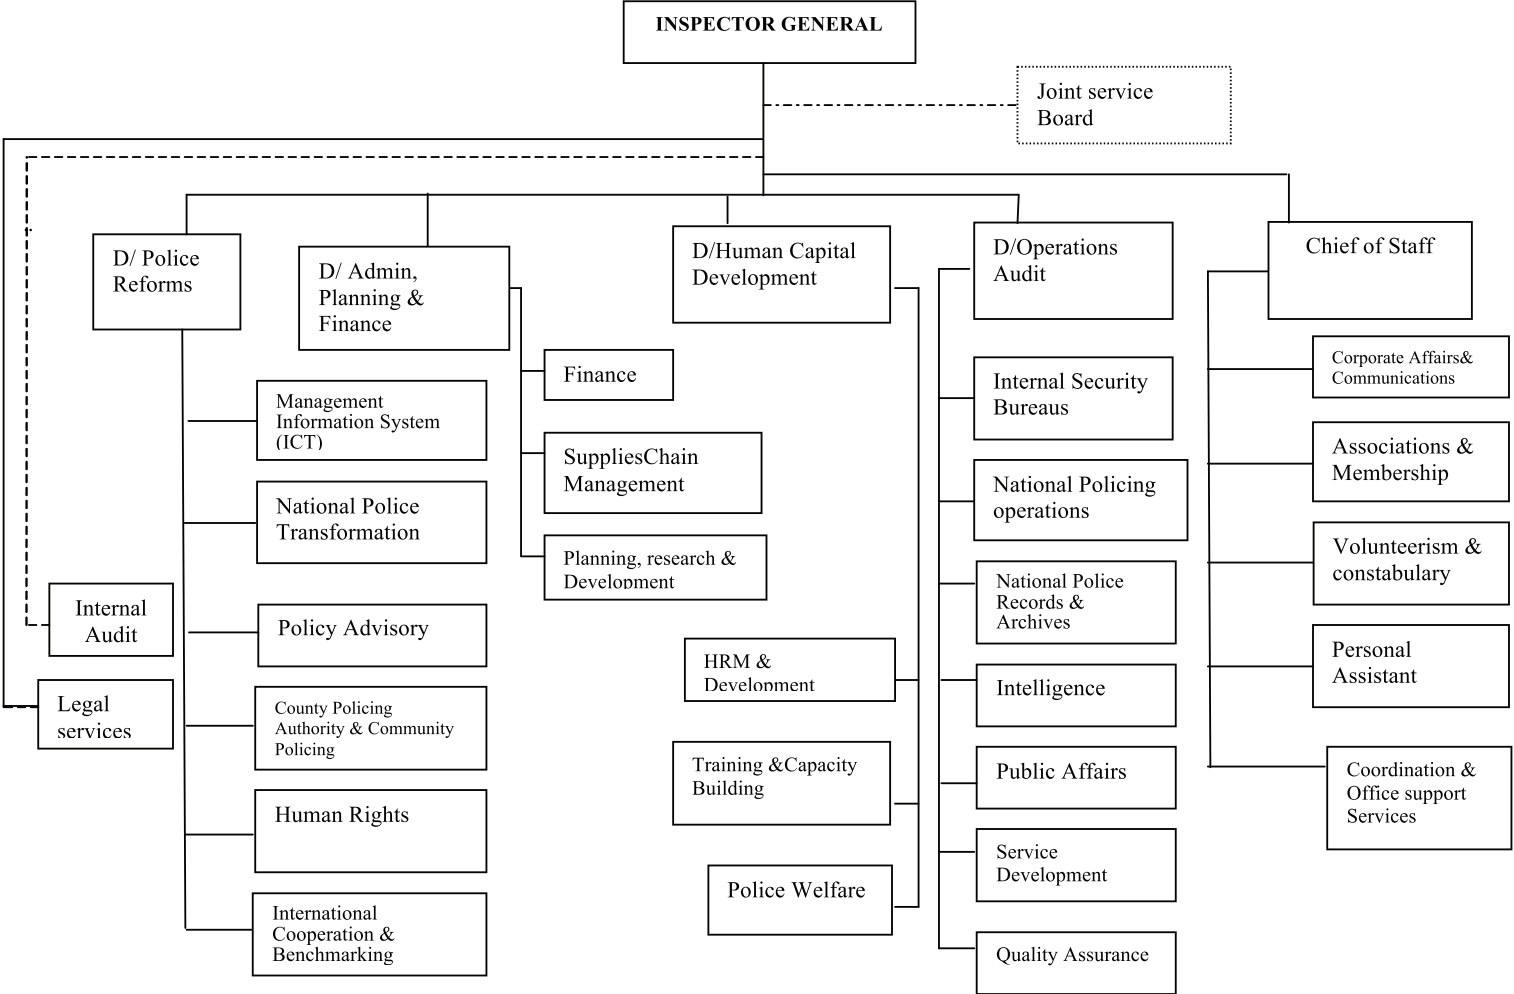 INSPECTOR GENERAL
Joint service
Board
D/ Police
Reforms
D/ Admin,
Planning &
Finance
D/Human Capital
Development
D/Operations
Audit
Chief of Staff
Management
Information System
(ICT)
National Police
Transformation
Policy Advisory
County Policing
Authority & Community
Policing
Human Rights
International
Cooperation &
Benchmarking
Internal
Audit
Legal
services
Finance
SuppliesChain
Management
Planning, research &
Development
HRM &
Development
Training &Capacity
Building
Police Welfare
Internal Security
Bureaus
National Policing
operations
National Police
Records &
Archives
Intelligence
Public Affairs
Service
Development
Quality Assurance
Corporate Affairs&
Communications
Associations &
Membership
Volunteerism &
constabulary
Personal
Assistant
Coordination &
Office support
Services